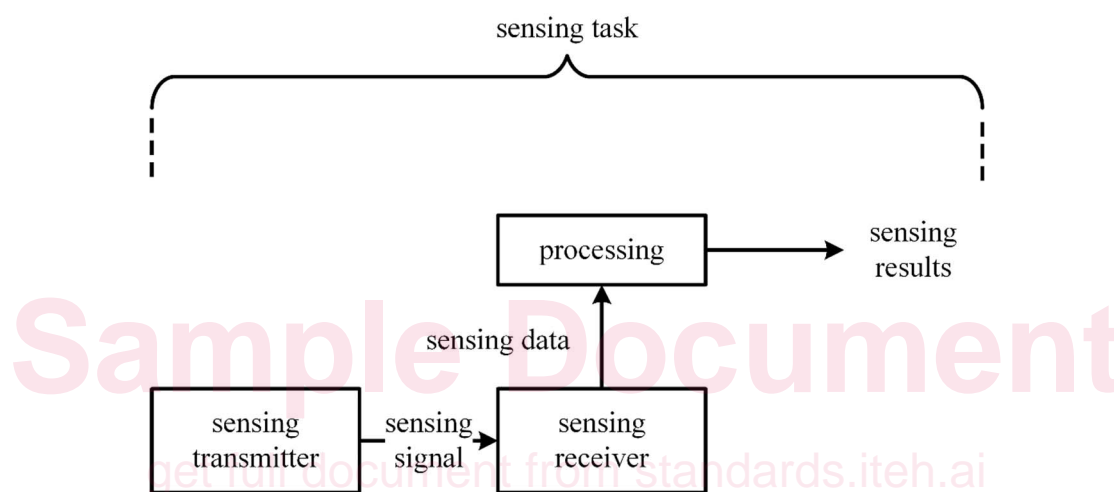 sensing task
processing
sensing
results
sensing data
Sample Document
sensing
transmitter
sensing
signal
sensing
receiver
get full document from standards.iteh.ai